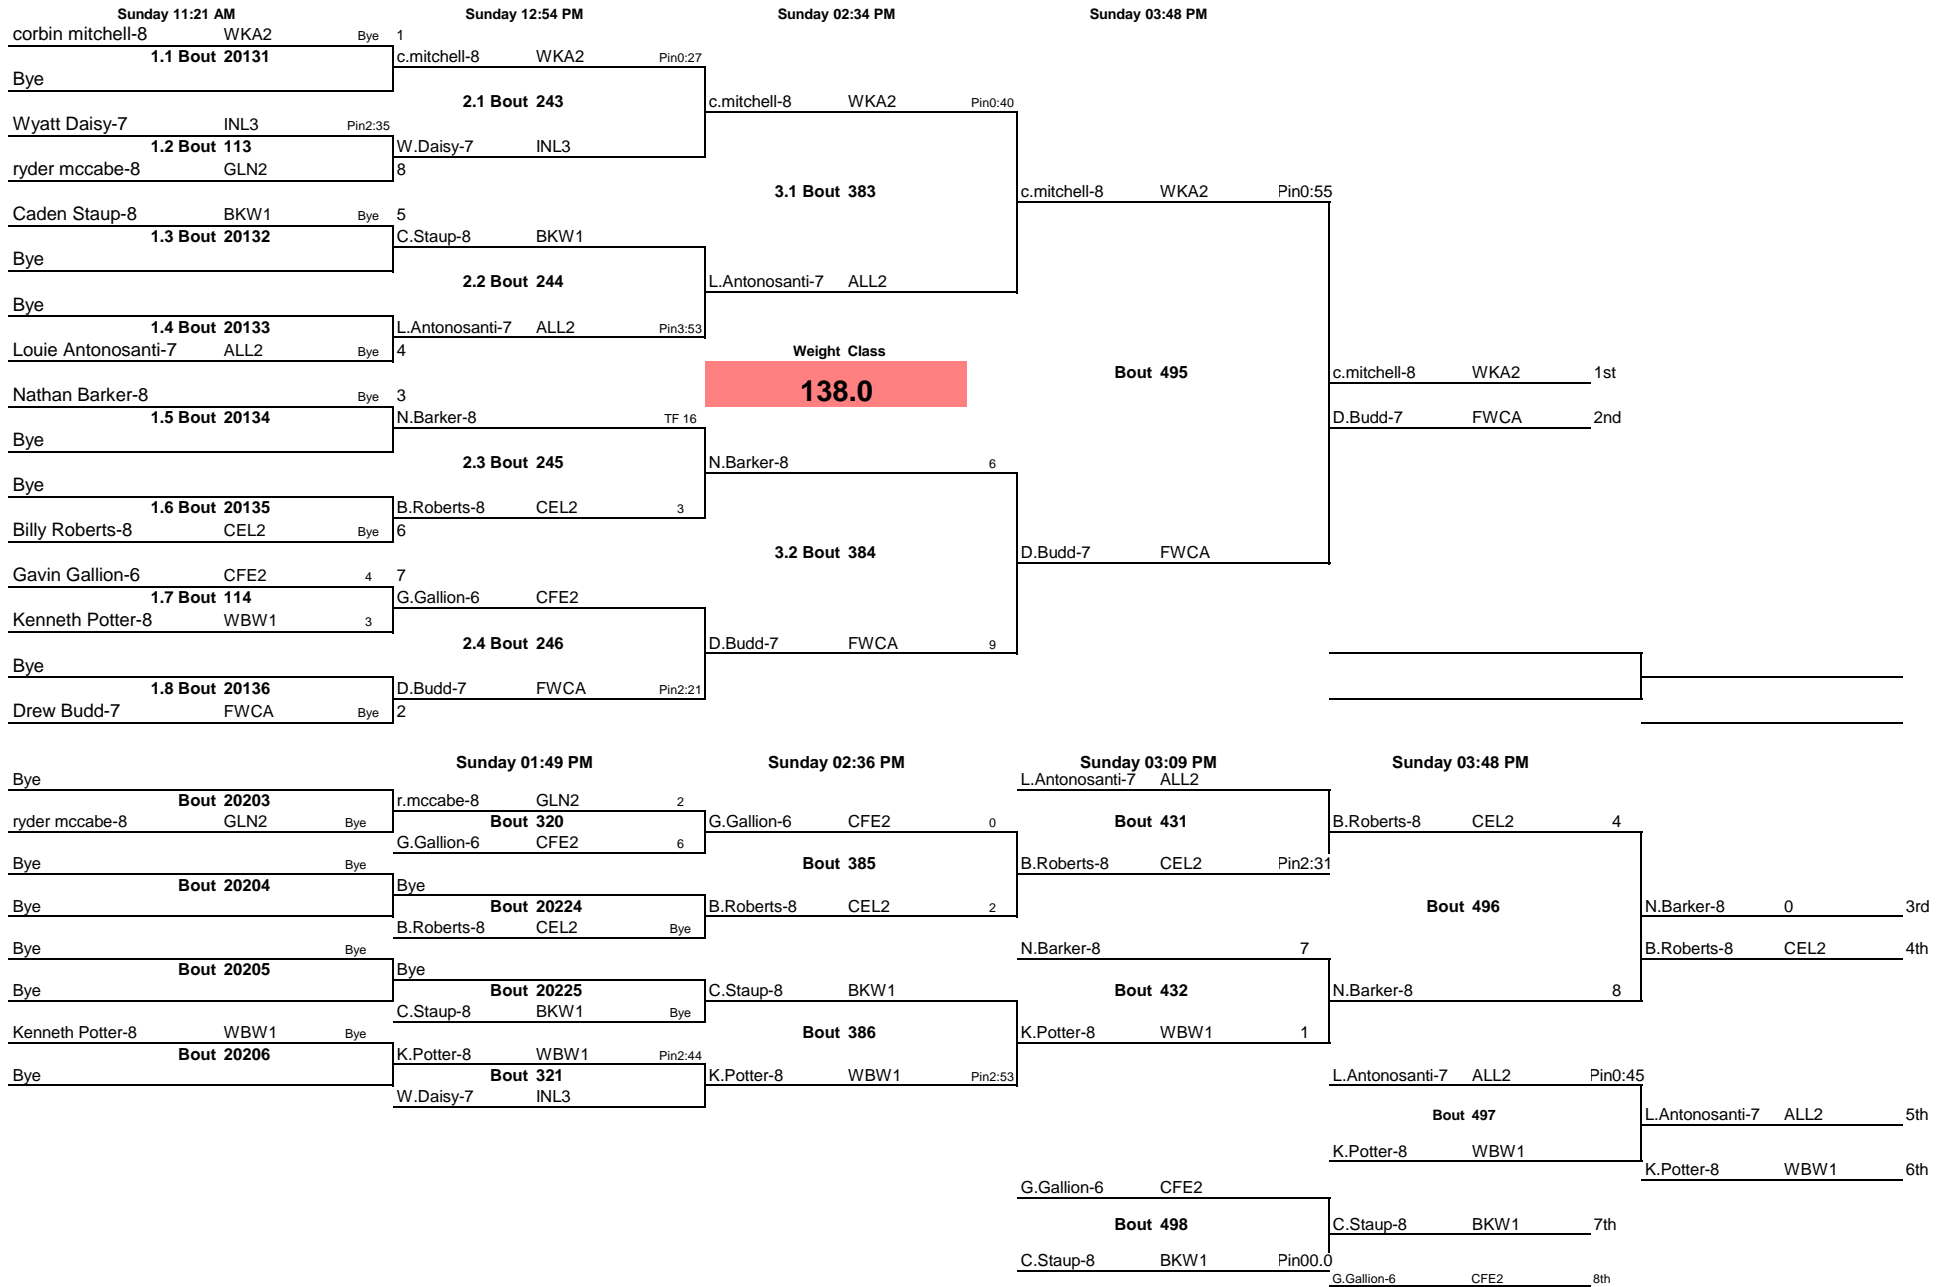 Sunday 11:21 AM Sunday 12:54 PM Sunday 02:34 PM Sunday 03:48 PM
corbin mitchell-8 WKA2 Bye 1
1.1 Bout 20131 c.mitchell-8 WKA2 Pin0:27
Bye
2.1 Bout 243 c.mitchell-8 WKA2 Pin0:40
Wyatt Daisy-7 INL3 Pin2:35
1.2 Bout 113 W.Daisy-7 INL3
ryder mccabe-8 GLN2 8
3.1 Bout 383 c.mitchell-8 WKA2 Pin0:55
Caden Staup-8 BKW1 Bye 5
1.3 Bout 20132 C.Staup-8 BKW1
Bye
2.2 Bout 244 L.Antonosanti-7 ALL2
Bye
1.4 Bout 20133 L.Antonosanti-7 ALL2 Pin3:53
Louie Antonosanti-7 ALL2 Bye 4 Weight Class
Bout 495 c.mitchell-8 WKA2 1st
Nathan Barker-8 Bye 3 138.0
1.5 Bout 20134 N.Barker-8 TF 16 D.Budd-7 FWCA 2nd
Bye
2.3 Bout 245 N.Barker-8 6
Bye
1.6 Bout 20135 B.Roberts-8 CEL2 3
Billy Roberts-8 CEL2 Bye 6
3.2 Bout 384 D.Budd-7 FWCA
Gavin Gallion-6 CFE2 4 7
1.7 Bout 114 G.Gallion-6 CFE2
Kenneth Potter-8 WBW1 3
2.4 Bout 246 D.Budd-7 FWCA 9
Bye
1.8 Bout 20136 D.Budd-7 FWCA Pin2:21
Drew Budd-7 FWCA Bye 2
Sunday 01:49 PM Sunday 02:36 PM Sunday 03:09 PM Sunday 03:48 PM
Bye L.Antonosanti-7 ALL2
Bout 20203 r.mccabe-8 GLN2 2
ryder mccabe-8 GLN2 Bye Bout 320 G.Gallion-6 CFE2 0 Bout 431 B.Roberts-8 CEL2 4
G.Gallion-6 CFE2 6
Bye Bye Bout 385 B.Roberts-8 CEL2 Pin2:31
Bout 20204 Bye
Bye Bout 20224 B.Roberts-8 CEL2 2 Bout 496 N.Barker-8 0 3rd
B.Roberts-8 CEL2 Bye
Bye Bye N.Barker-8 7 B.Roberts-8 CEL2 4th
Bout 20205 Bye
Bye Bout 20225 C.Staup-8 BKW1 Bout 432 N.Barker-8 8
C.Staup-8 BKW1 Bye
Kenneth Potter-8 WBW1 Bye Bout 386 K.Potter-8 WBW1 1
Bout 20206 K.Potter-8 WBW1 Pin2:44
Bye Bout 321 K.Potter-8 WBW1 Pin2:53 L.Antonosanti-7 ALL2 Pin0:45
W.Daisy-7 INL3
Bout 497 L.Antonosanti-7 ALL2 5th
K.Potter-8 WBW1
K.Potter-8 WBW1 6th
G.Gallion-6 CFE2
Bout 498 C.Staup-8 BKW1 7th
C.Staup-8 BKW1 Pin00.0
G.Gallion-6 CFE2 8th